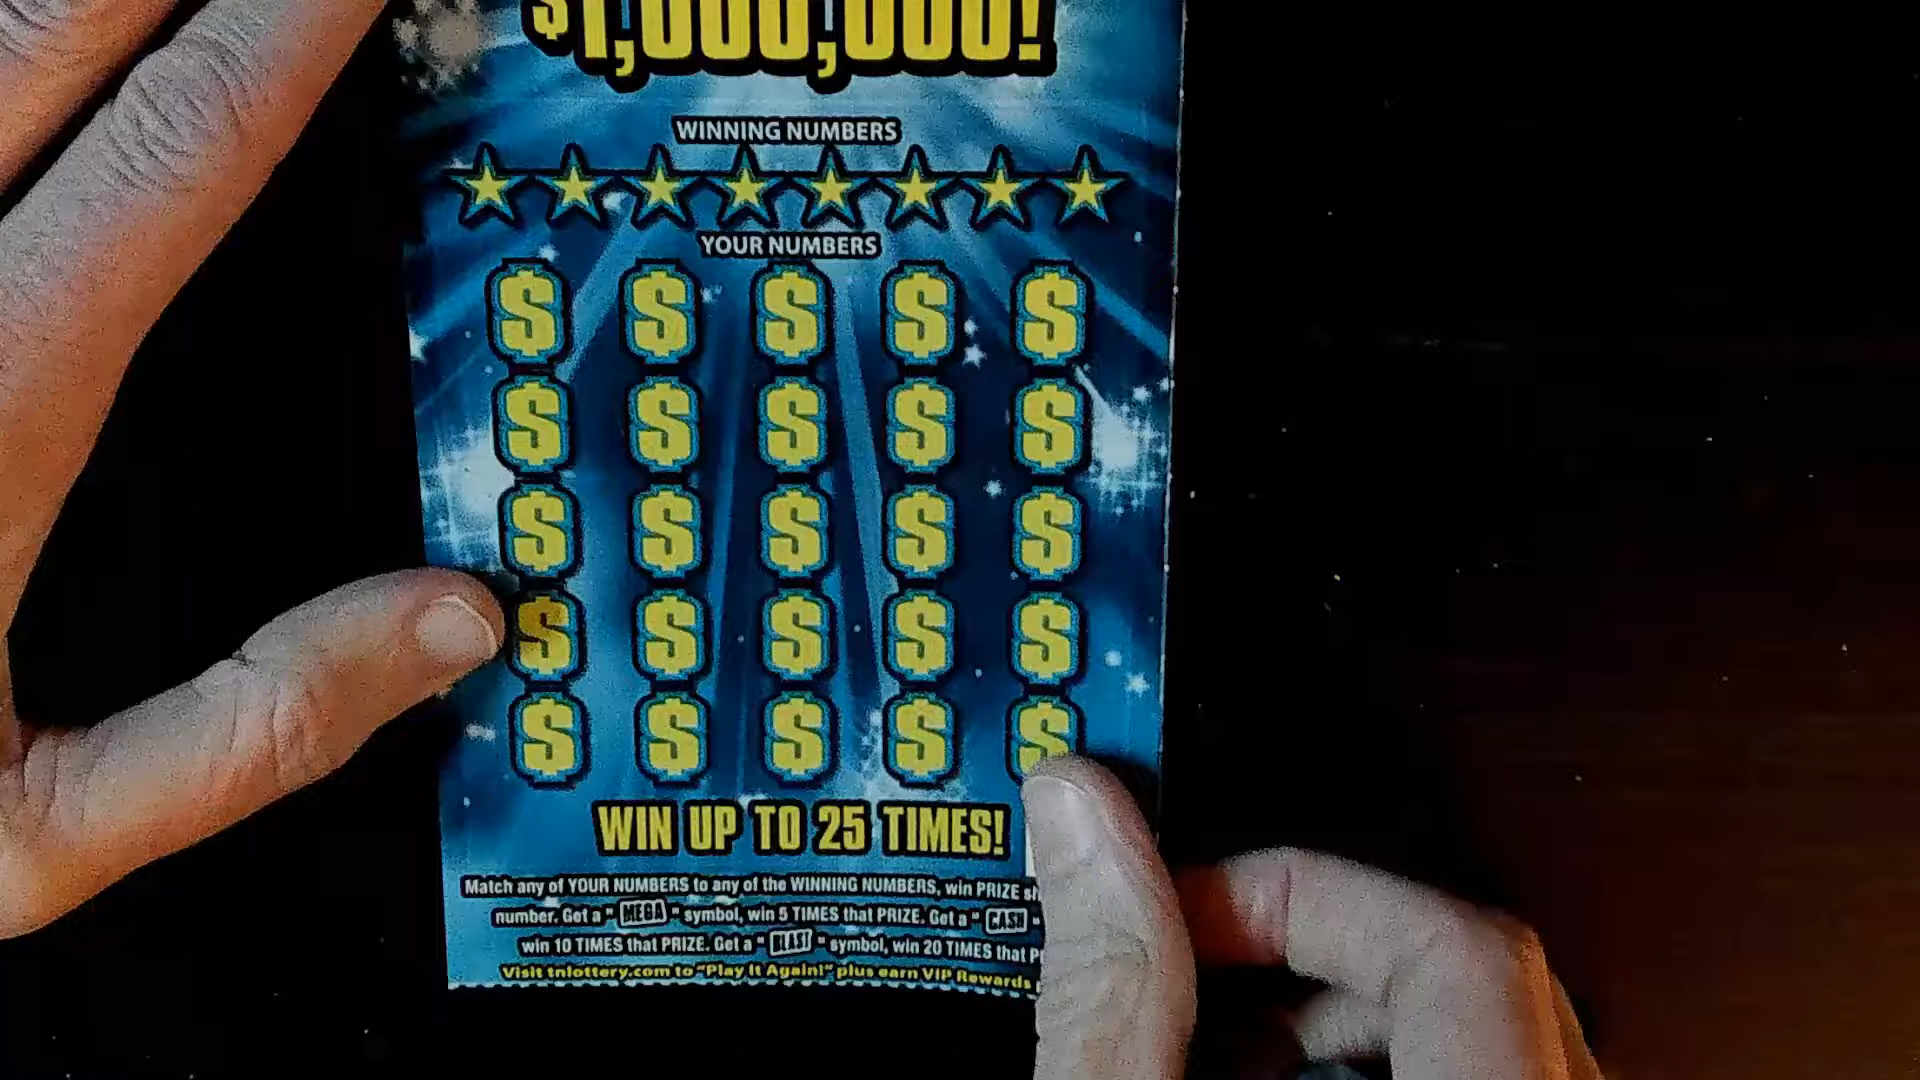 $1,000,000!
WINNING NUMBERS
YOUR NUMBERS
$ $ $ $ $
$ $ $ $ $
$ $ $ $ $
$ $ $ $ $
$ $ $ $ $
WIN UP TO 25 TIMES!
Match any of YOUR NUMBERS to any of the WINNING NUMBERS, win PRIZE
number. Get a "MEGA" symbol, win 5 TIMES that PRIZE. Get a "CASH"
win 10 TIMES that PRIZE. Get a "BLAST" symbol, win 20 TIMES that
Visit tnlottery.com to "Play It Again!" plus earn VIP Rewards